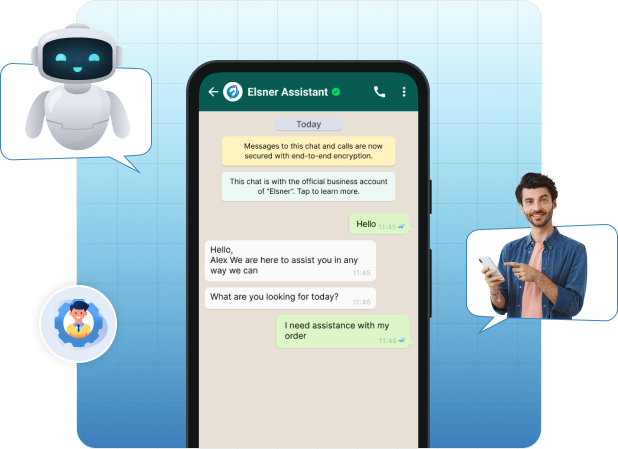 Elsner Assistant
Today
Messages to this chat and calls are now
secured with end-to-end encryption.
This chat is with the official business account
of "Elsner". Tap to learn more.
Hello 11:45
Hello,
Alex We are here to assist you in any
way we can 11:45
What are you looking for today? 11:46
I need assistance with my
order 11:46